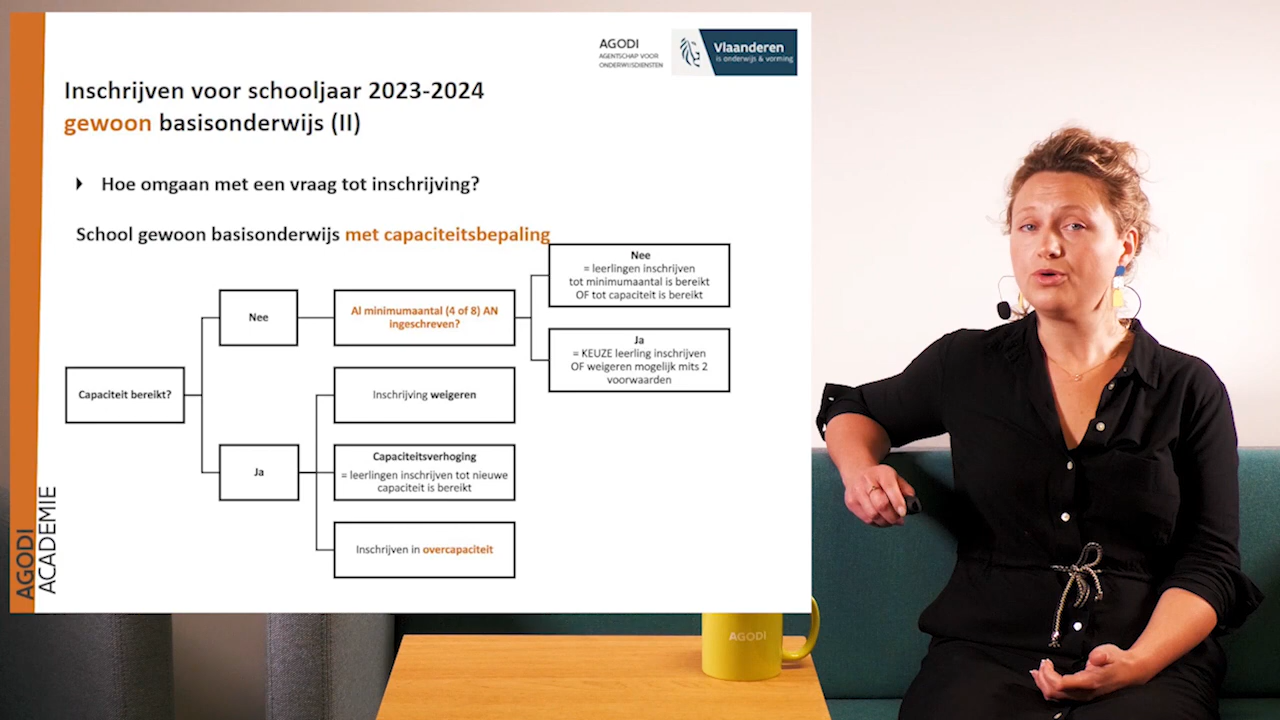 AGODI
AGENTSCHAP VOOR
ONDERWIJSDIENSTEN
Vlaanderen
is onderwijs & vorming
Inschrijven voor schooljaar 2023-2024
gewoon basisonderwijs (II)
Hoe omgaan met een vraag tot inschrijving?
School gewoon basisonderwijs met capaciteitsbepaling
Capaciteit bereikt?
Nee
Al minimumaantal (4 of 8) AN
ingeschreven?
Nee
= leerlingen inschrijven
tot minimumaantal is bereikt
OF tot capaciteit is bereikt
Ja
= KEUZE leerling inschrijven
OF weigeren mogelijk mits 2
voorwaarden
Ja
Inschrijving weigeren
Capaciteitsverhoging
= leerlingen inschrijven tot nieuwe
capaciteit is bereikt
Inschrijven in overcapaciteit
AGODI
ACADEMIE
AGODI